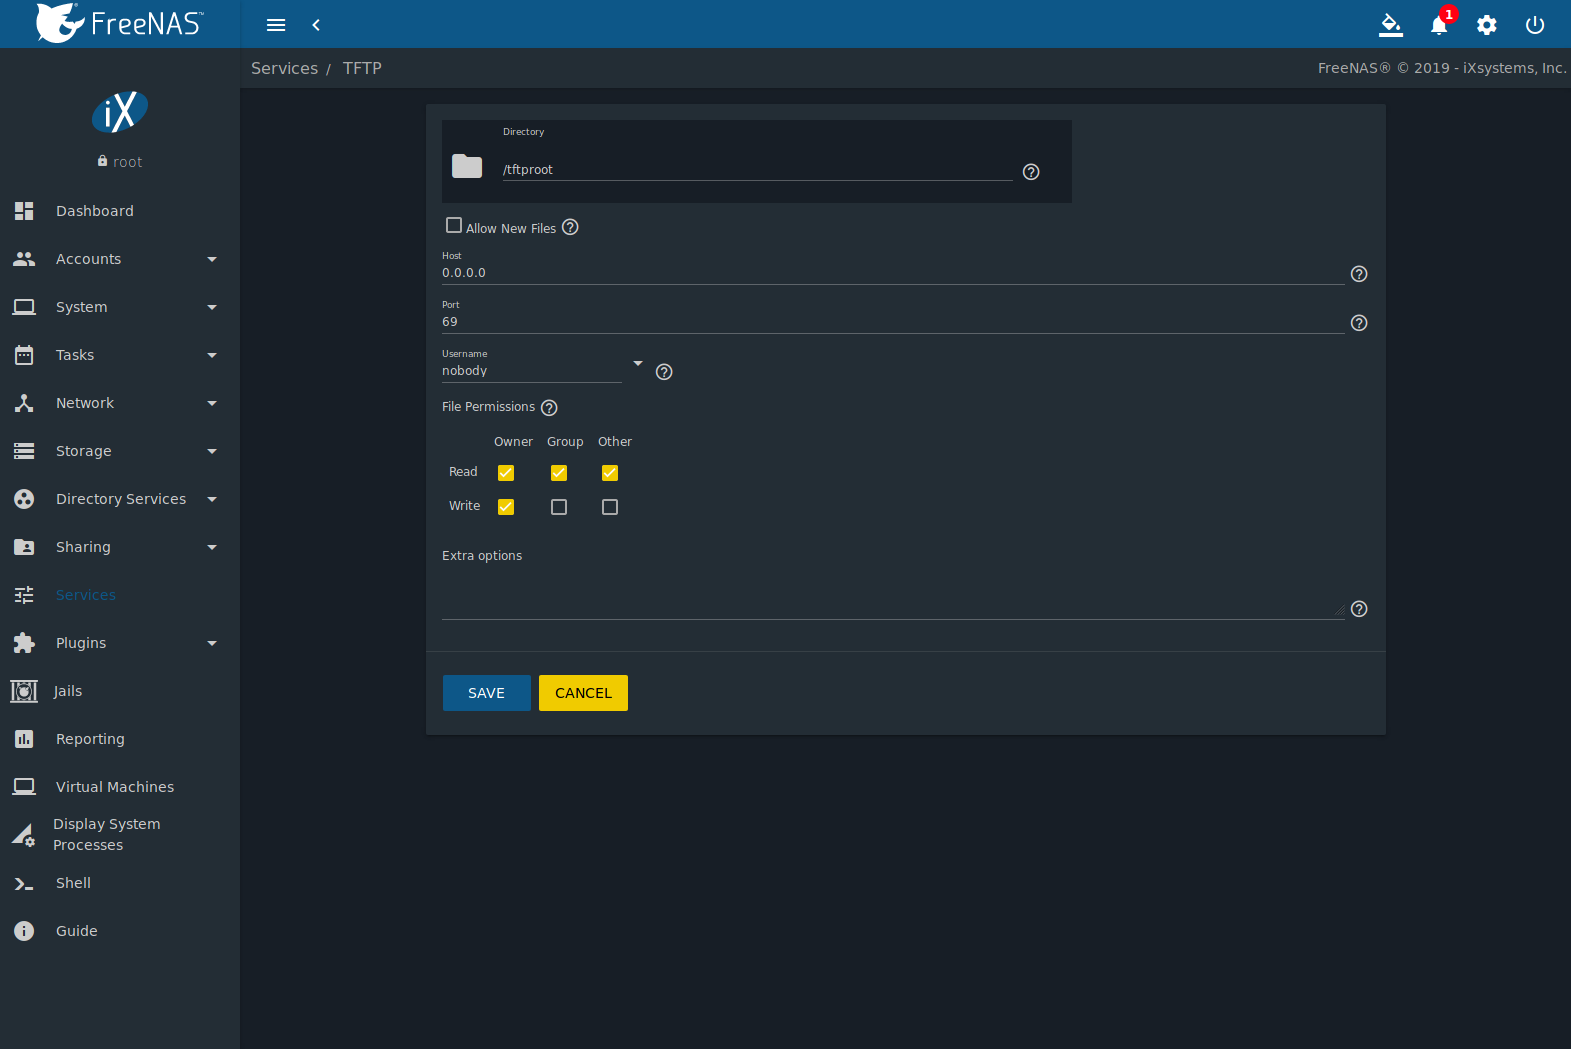 FreeNAS™
1
Services / TFTP
FreeNAS® © 2019 - iXsystems, Inc.
iX
root
Dashboard
Accounts
System
Tasks
Network
Storage
Directory Services
Sharing
Services
Plugins
Jails
Reporting
Virtual Machines
Display System
Processes
Shell
Guide
Directory
/tftproot
Allow New Files
Host
0.0.0.0
Port
69
Username
nobody
File Permissions
Owner Group Other
Read
Write
Extra options
SAVE CANCEL